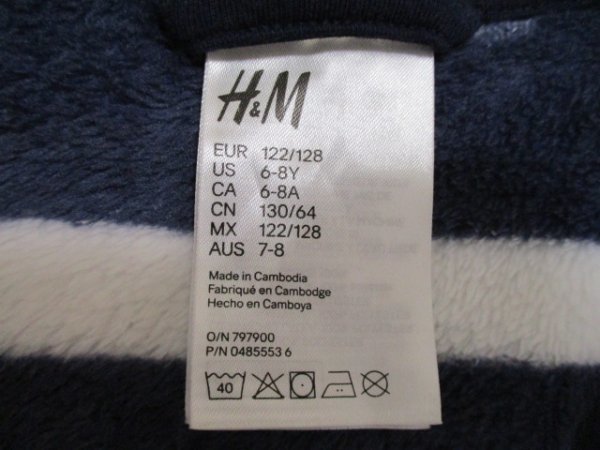 H&M
EUR 122/128
US 6-8Y
CA 6-8A
CN 130/64
MX 122/128
AUS 7-8
Made in Cambodia
Fabriqué en Cambodge
Hecho en Camboya
O/N 797900
P/N 0485553 6
40